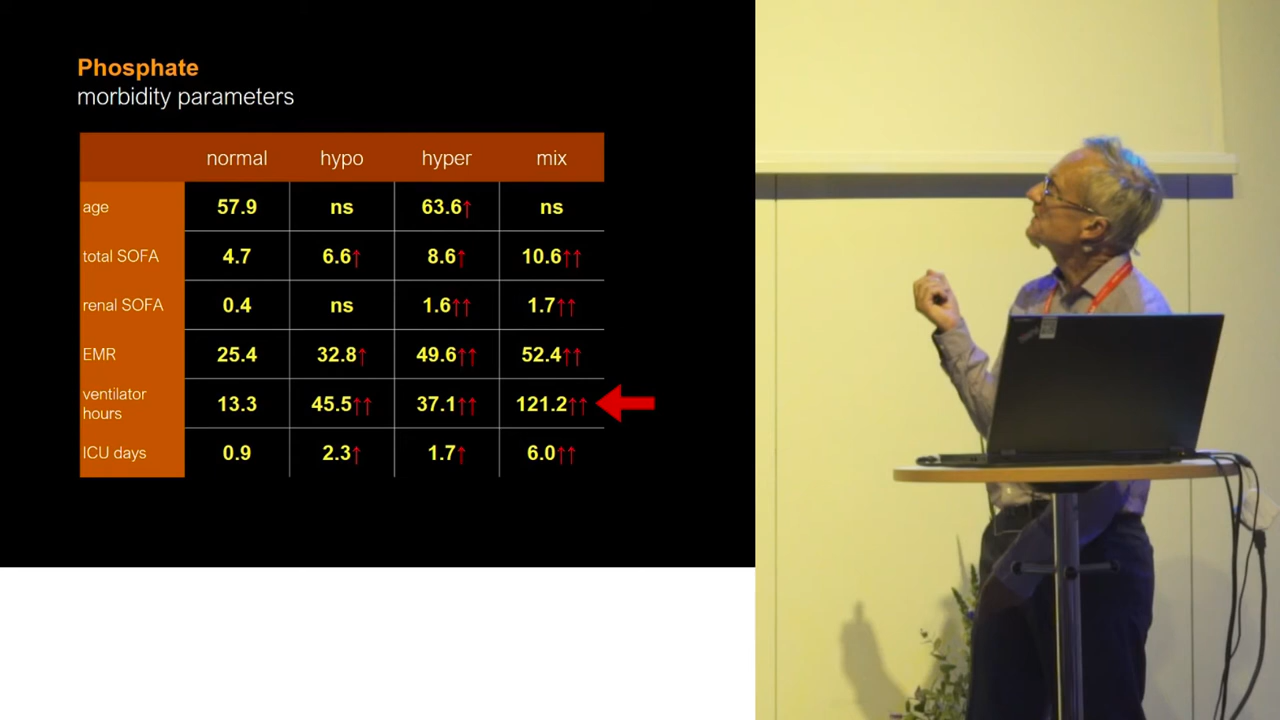 Phosphate
morbidity parameters
normal hypo hyper mix
age 57.9 ns 63.6↑ ns
total SOFA 4.7 6.6↑ 8.6↑ 10.6↑↑
renal SOFA 0.4 ns 1.6↑↑ 1.7↑↑
EMR 25.4 32.8↑ 49.6↑↑ 52.4↑↑
ventilator
hours 13.3 45.5↑↑ 37.1↑↑ 121.2↑↑
ICU days 0.9 2.3↑ 1.7↑ 6.0↑↑